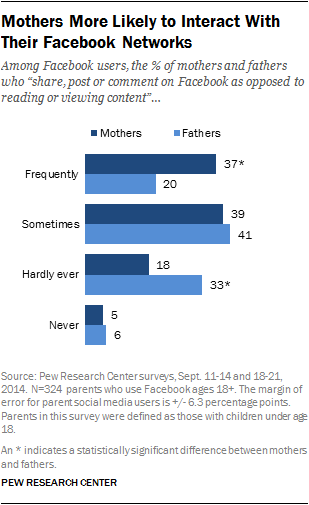 Mothers More Likely to Interact With
Their Facebook Networks
Among Facebook users, the % of mothers and fathers
who “share, post or comment on Facebook as opposed to
reading or viewing content”…
Mothers Fathers
Frequently 37* 20
Sometimes 39 41
Hardly ever 18 33*
Never 5 6
Source: Pew Research Center surveys, Sept. 11-14 and 18-21,
2014. N=324 parents who use Facebook ages 18+. The margin of
error for parent social media users is +/- 6.3 percentage points.
Parents in this survey were defined as those with children under age
18.
An * indicates a statistically significant difference between mothers
and fathers.
PEW RESEARCH CENTER